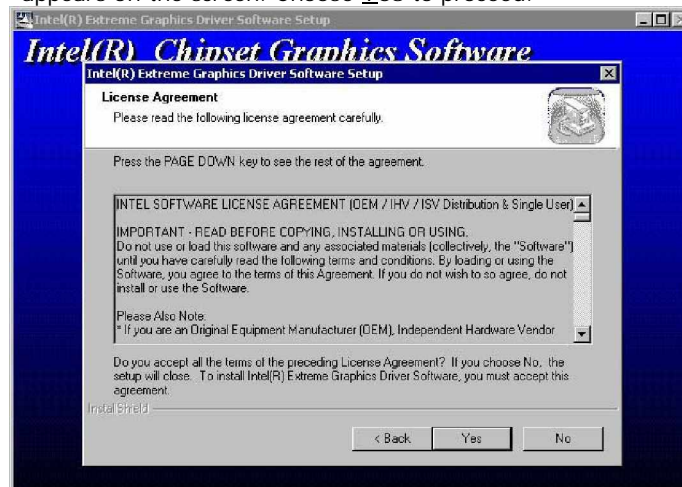 appears on the screen. Choose Yes to proceed.
Intel(R) Extreme Graphics Driver Software Setup
Intel(R) Chipset Graphics Software
Intel(R) Extreme Graphics Driver Software Setup
License Agreement
Please read the following license agreement carefully.
Press the PAGE DOWN key to see the rest of the agreement.
INTEL SOFTWARE LICENSE AGREEMENT (OEM / IHV / ISV Distribution & Single User)
IMPORTANT - READ BEFORE COPYING, INSTALLING OR USING.
Do not use or load this software and any associated materials (collectively, the "Software")
until you have carefully read the following terms and conditions. By loading or using the
Software, you agree to the terms of this Agreement. If you do not wish to so agree, do not
install or use the Software.
Please Also Note:
* If you are an Original Equipment Manufacturer (OEM), Independent Hardware Vendor
Do you accept all the terms of the preceding License Agreement? If you choose No, the
setup will close. To install Intel(R) Extreme Graphics Driver Software, you must accept this
agreement.
InstallShield
< Back Yes No